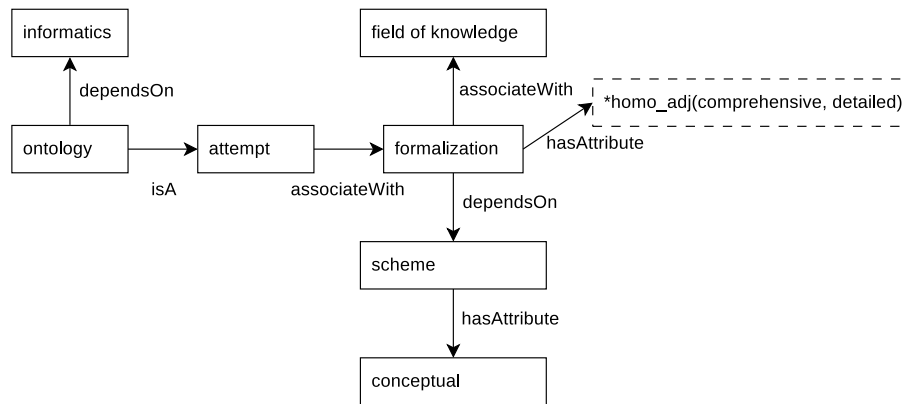 informatics
field of knowledge
dependsOn
associateWith
*homo_adj(comprehensive, detailed)
ontology
attempt
formalization
hasAttribute
isA
associateWith
dependsOn
scheme
hasAttribute
conceptual